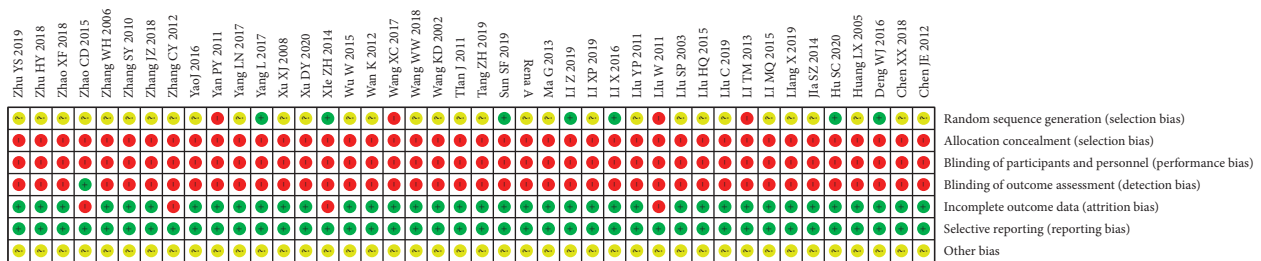 Zhu YS 2019
Zhu HY 2018
Zhao XF 2018
Zhao CD 2015
Zhang WH 2006
Zhang SY 2010
Zhang JZ 2018
Zhang CY 2012
YaoJ 2016
Yan PY 2011
Yang LN 2017
Yang L 2017
Xu XJ 2008
Xu DY 2020
XIe ZH 2014
Wu W 2015
Wan K 2012
Wang XC 2017
Wang WW 2018
Wang KD 2002
TIan J 2011
Tang ZH 2019
Sun SF 2019
Rena A
Ma G 2013
LI Z 2019
LI XP 2019
LI X 2016
LIu YP 2011
LIu W 2011
LIu SP 2003
LIu HQ 2015
LIu C 2019
LI TM 2013
LI MQ 2015
LIang X 2019
JIa SZ 2014
Hu SC 2020
Huang LX 2005
Deng WJ 2016
Chen XX 2018
Chen JE 2012
? ? ? ? ? ? ? ? ? – ? + ? ? + ? ? – ? ? ? ? + ? ? + ? + ? – ? ? ? – ? ? ? + ? + ? ? Random sequence generation (selection bias)
– – – – – – – – – – – – – – – – – – – – – – – – – – – – – – – – – – – – – – – – – – Allocation concealment (selection bias)
– – – – – – – – – – – – – – – – – – – – – – – – – – – – – – – – – – – – – – – – – – Blinding of participants and personnel (performance bias)
– – – + – – – – – – – – – – – – – – – – – – – – – – – – – – – – – – – – – – – – – – Blinding of outcome assessment (detection bias)
+ + + – + + + – + + + + + + – + + + + + + + + + + + + + + – + + + + + + + + + + + + Incomplete outcome data (attrition bias)
+ + + + + + + + + + + + + + + + + + + + + + + + + + + + + + + + + + + + + + + + + + Selective reporting (reporting bias)
? ? ? ? ? ? ? ? ? ? ? ? ? ? ? ? ? ? ? ? ? ? ? ? ? ? ? ? ? ? ? ? ? ? ? ? ? ? ? ? ? ? Other bias